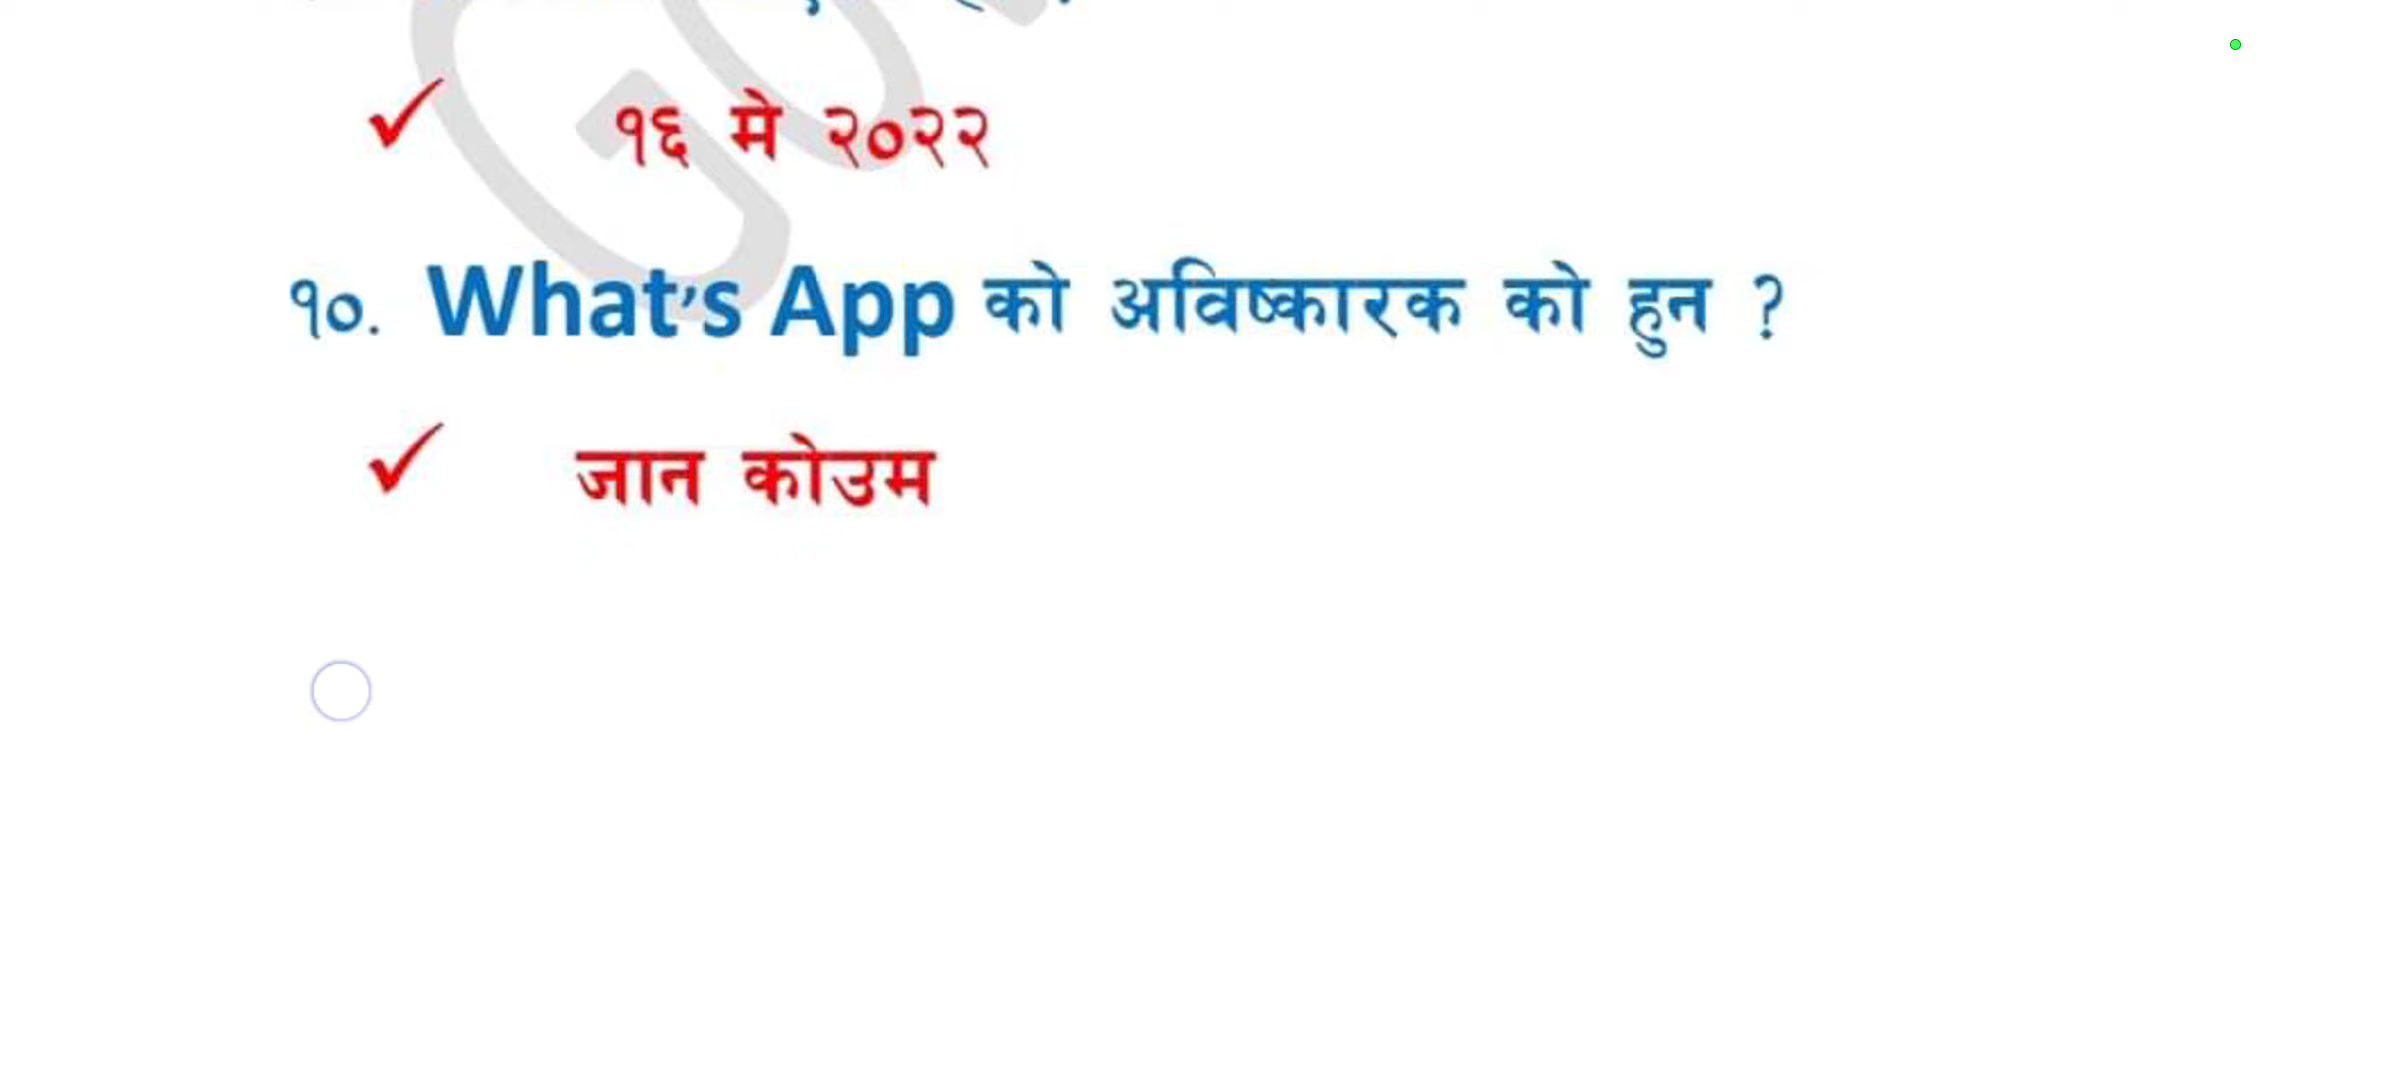 ✓ १६ मे २०२२
१०. What's App को अविष्कारक को हुन ?
✓ जान कोउम